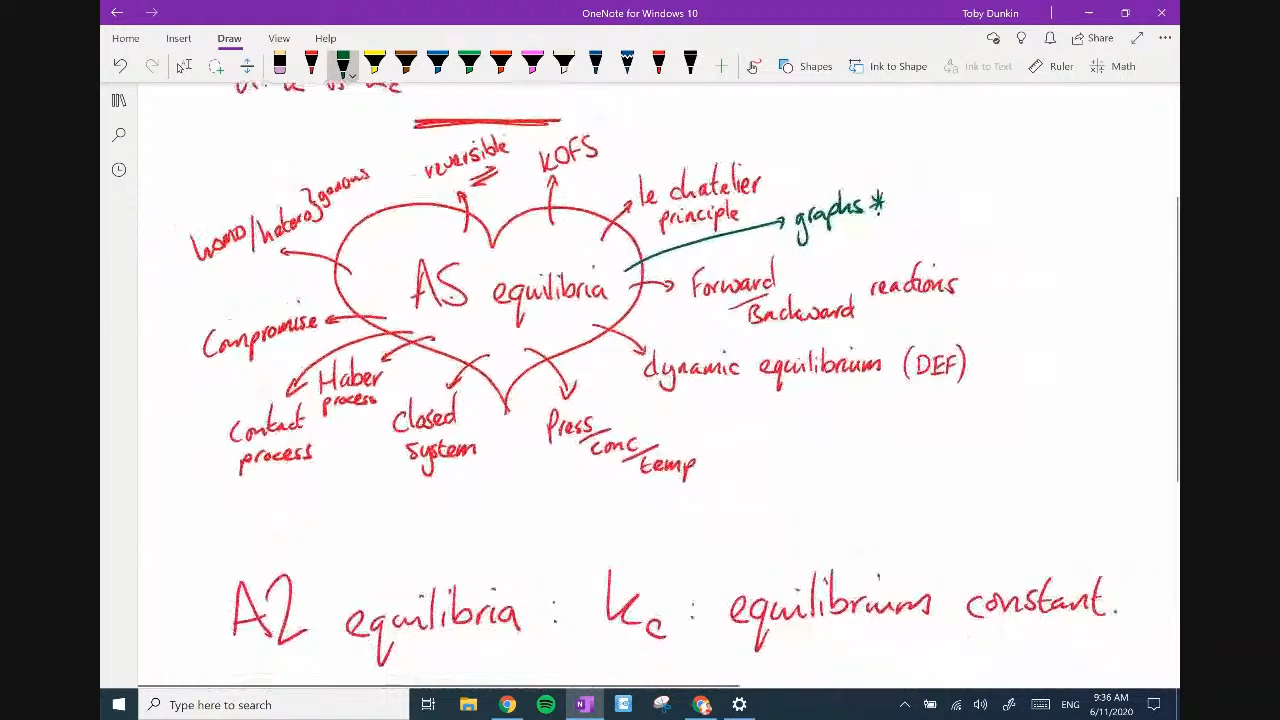 OneNote for Windows 10
Toby Dunkin
Home
Insert
Draw
View
Help
Share
Shapes
Ink to Shape
Ink to Text
Ruler
Math
reversible
⇌
KOFS
le chatelier
principle
graphs *
homo/hetero}genous
AS equilibria
Forward/
Backward reactions
Compromise
dynamic equilibrium (DEF)
Haber
process
Contact
process
Closed
system
Press/
conc/
temp
A2 equilibria : Kc : equilibrium constant.
Type here to search
9:36 AM
6/11/2020